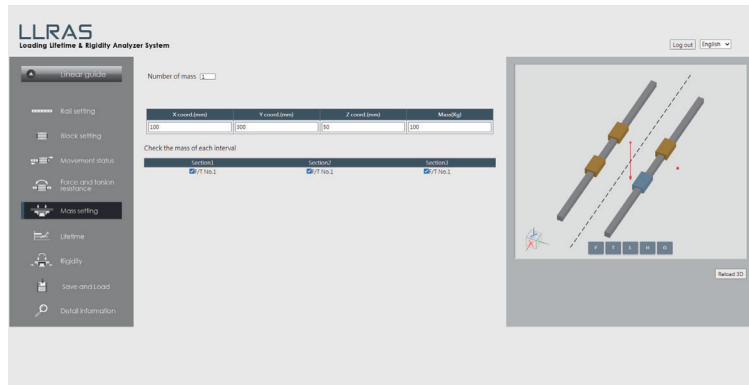 LLRAS
Loading Lifetime & Rigidity Analyzer System
Log out English
Linear guide
Rail setting
Block setting
Movement status
Force and torsion
resistance
Mass setting
Lifetime
Rigidity
Save and Load
Detail information
Number of mass 1
X coord.(mm) Y coord.(mm) Z coord.(mm) Mass(Kg)
100 300 50 100
Check the mass of each interval
Section1 Section2 Section3
F/T No.1 F/T No.1 F/T No.1
F T S H O
Reload 3D